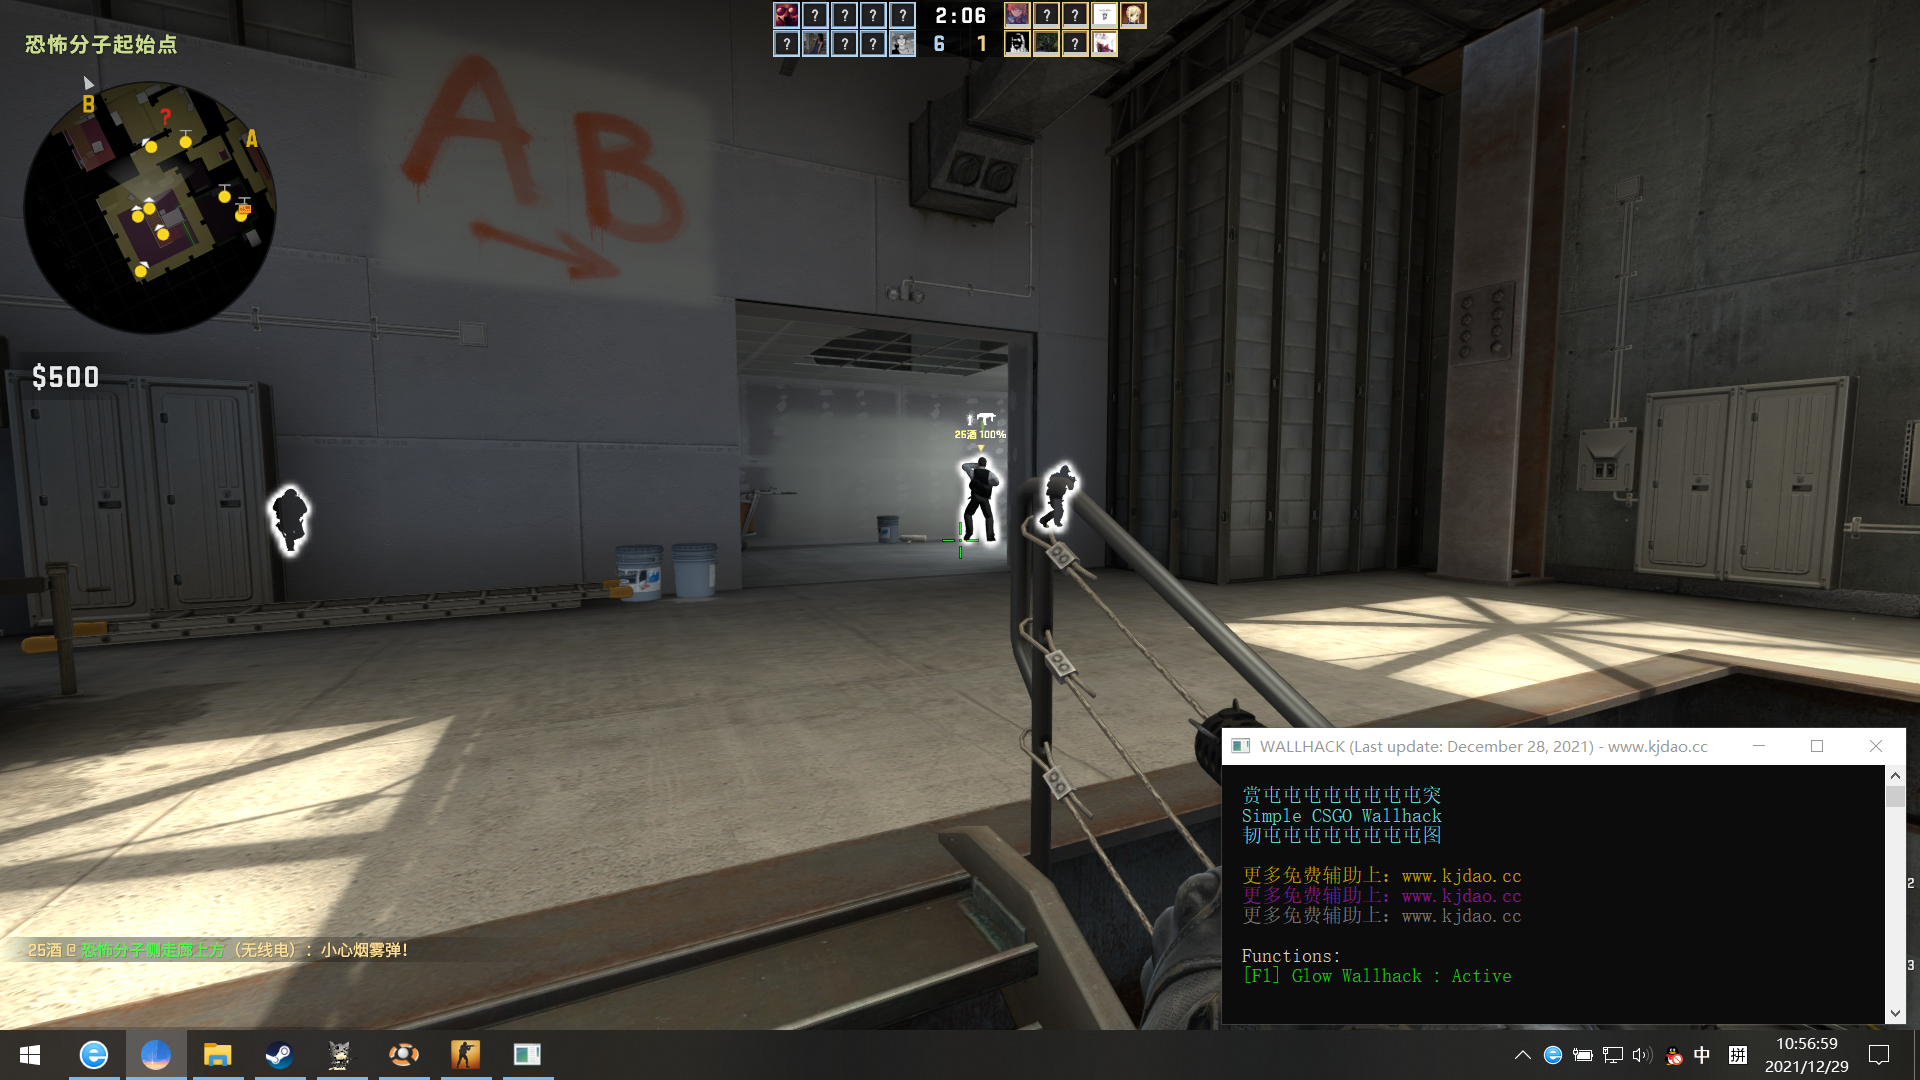 恐怖分子起始点
2:06
6 1
? ? ? ? ? ?
? ? ? ?
B
?
A
A B
$500
25酒 100%
25酒 @ 恐怖分子侧走廊上方（无线电）：小心烟雾弹！
WALLHACK (Last update: December 28, 2021) - www.kjdao.cc
赏屯屯屯屯屯屯屯屯突
Simple CSGO Wallhack
韧屯屯屯屯屯屯屯屯图
更多免费辅助上：www.kjdao.cc
更多免费辅助上：www.kjdao.cc
更多免费辅助上：www.kjdao.cc
Functions:
[F1] Glow Wallhack : Active
2
3
中 拼
10:56:59
2021/12/29